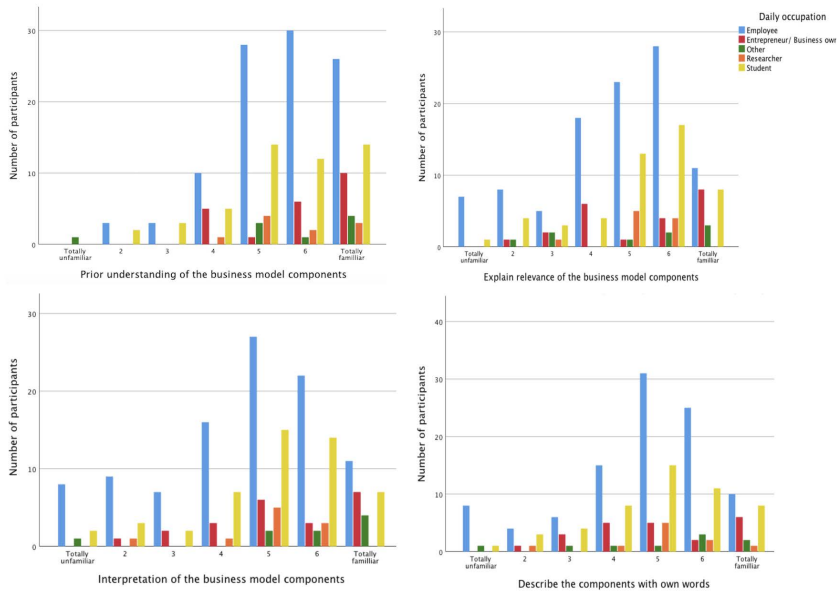 Number of participants
30
20
10
0
Totally unfamiliar
2
3
4
5
6
Totally familliar
Prior understanding of the business model components
Number of participants
30
20
10
0
Totally unfamiliar
2
3
4
5
6
Totally familliar
Explain relevance of the business model components
Daily occupation
Employee
Entrepreneur/ Business own
Other
Researcher
Student
Number of participants
30
20
10
0
Totally unfamiliar
2
3
4
5
6
Totally familliar
Interpretation of the business model components
Number of participants
40
30
20
10
0
Totally unfamiliar
2
3
4
5
6
Totally familliar
Describe the components with own words